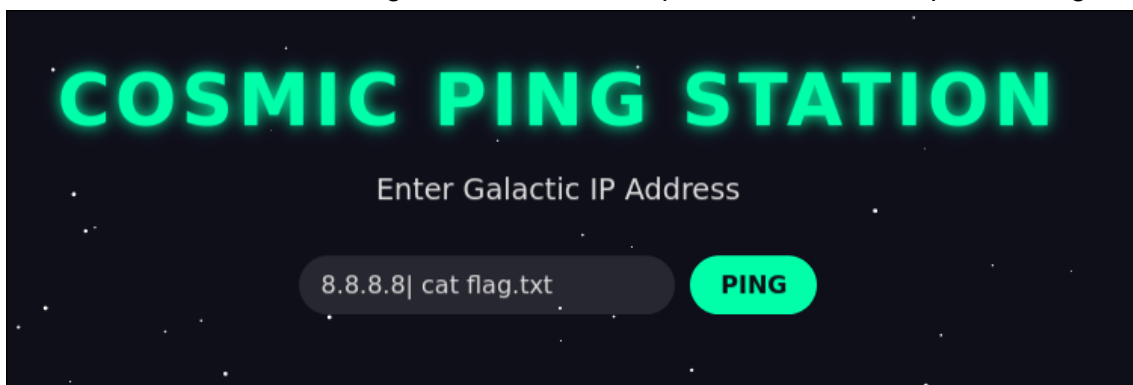 COSMIC PING STATION
Enter Galactic IP Address
8.8.8.8| cat flag.txt
PING